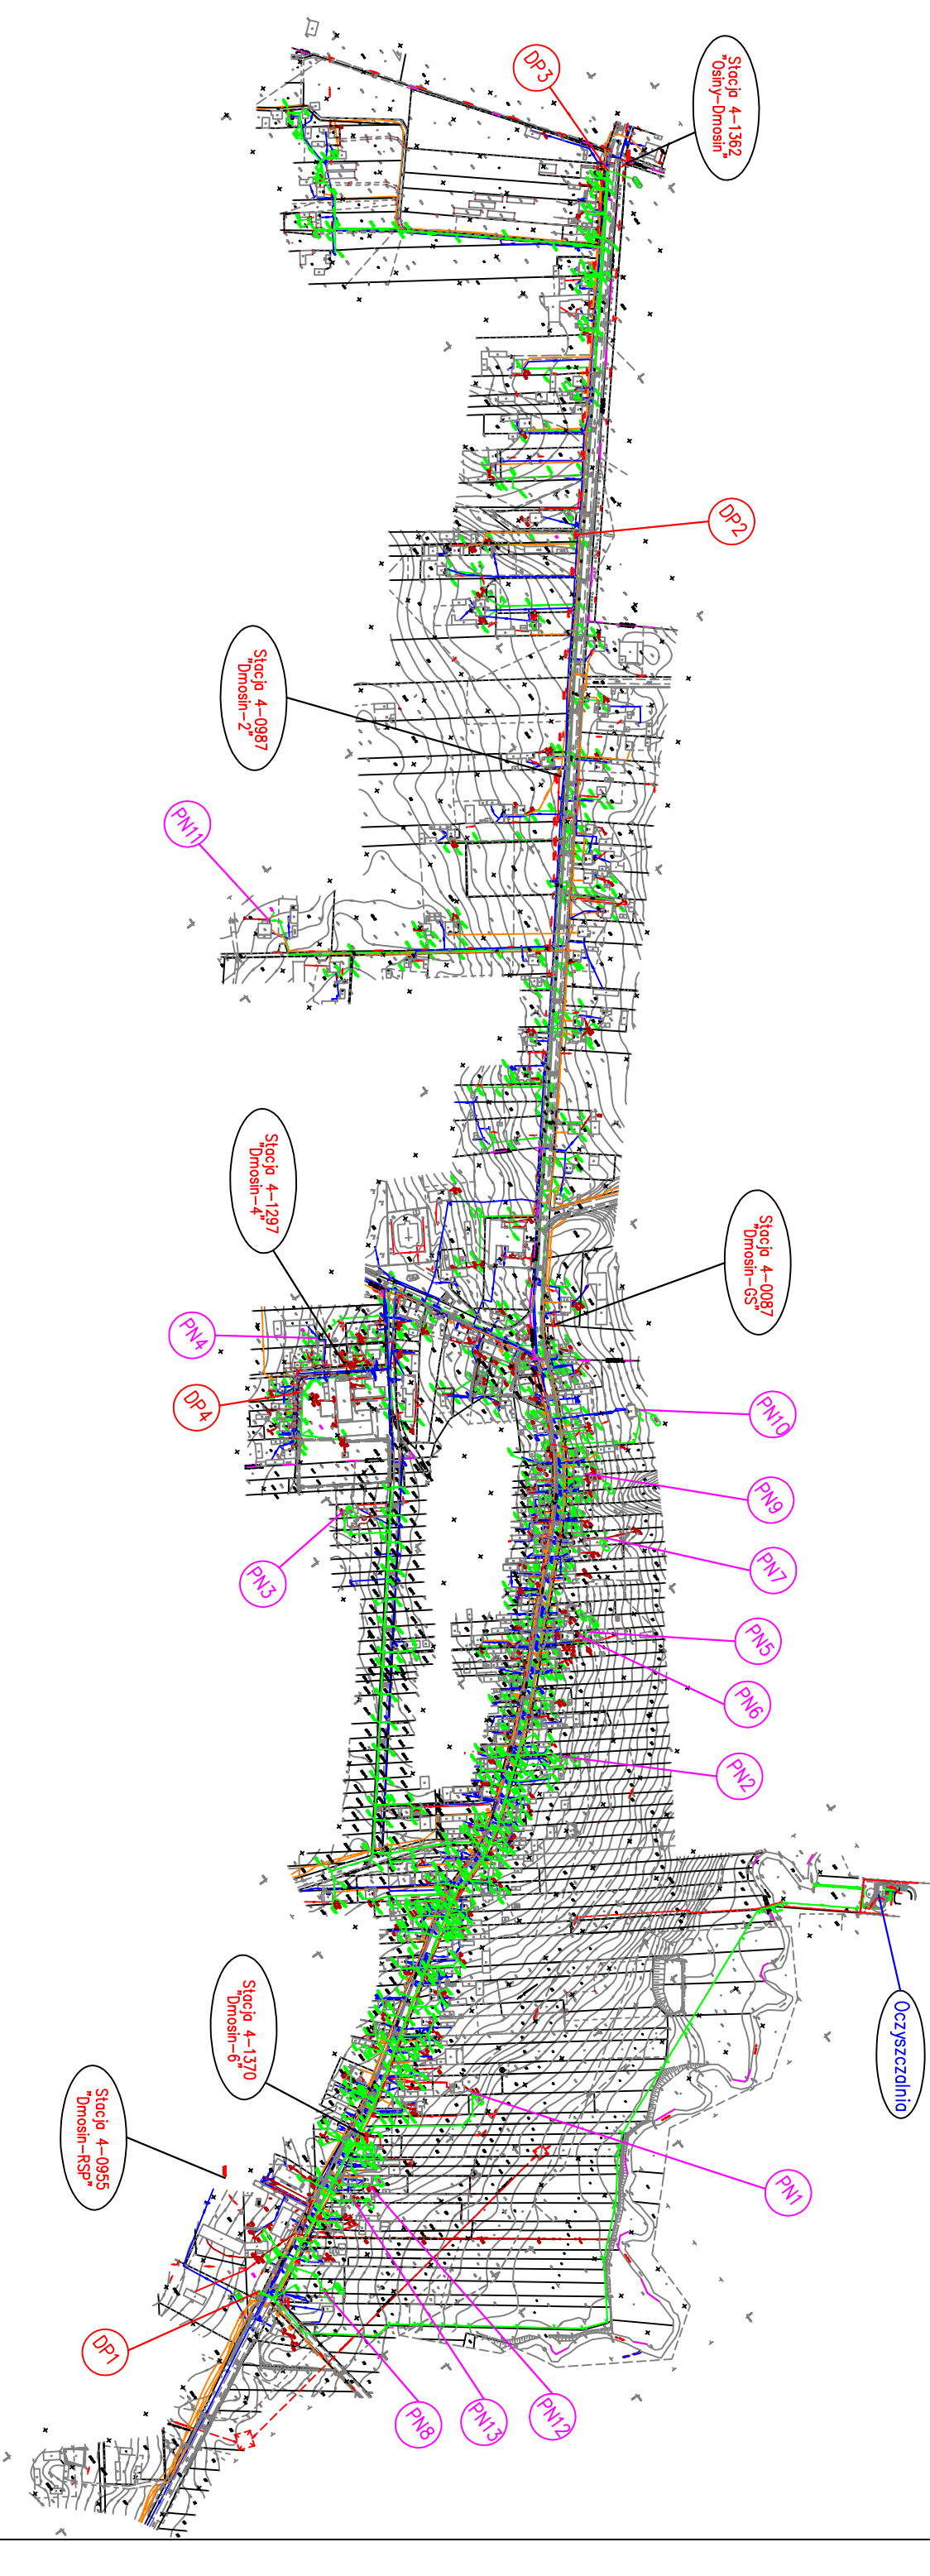 Stacja 4-1362
"Osiny-Dmosin"
DP3
DP2
Stacja 4-0987
"Dmosin-2"
PN11
Stacja 4-1297
"Dmosin-4"
Stacja 4-0087
"Dmosin-GS"
PN4
DP4
PN10
PN9
PN7
PN3
PN5
PN6
PN2
Oczyszczalnia
Stacja 4-1370
"Dmosin-6"
Stacja 4-0955
"Dmosin-RSP"
PN1
DP1
PN8
PN13
PN12